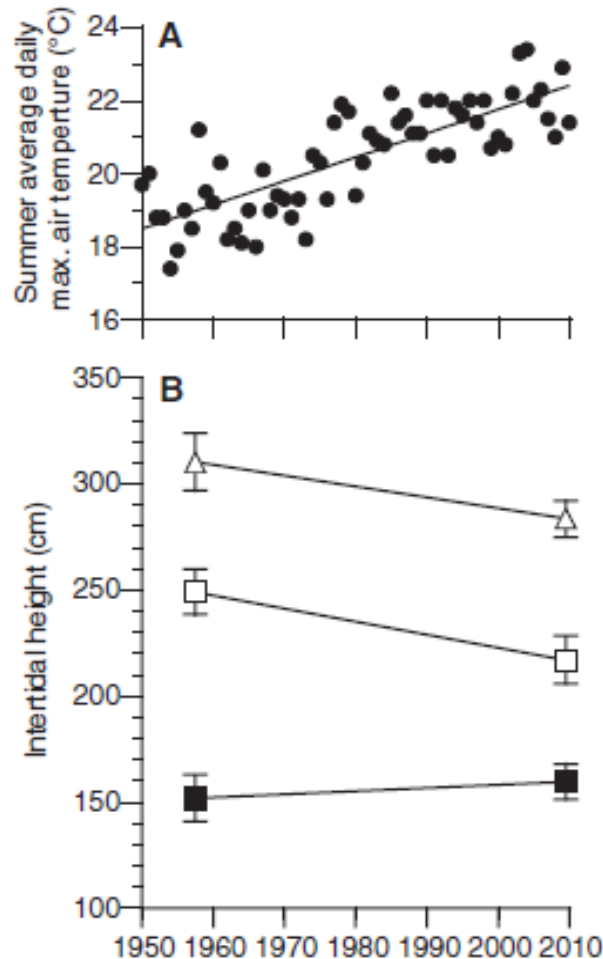 A
Summer average daily
max. air temperture (°C)
24
22
20
18
16
B
Intertidal height (cm)
350
300
250
200
150
100
1950 1960 1970 1980 1990 2000 2010